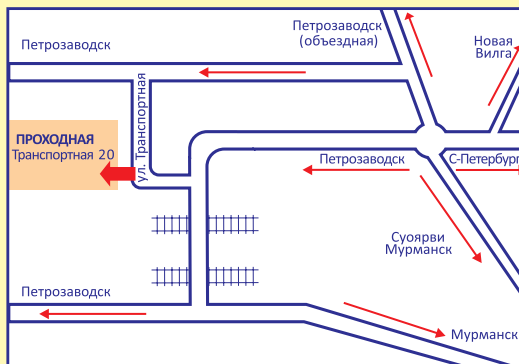 Петрозаводск
Петрозаводск
(объездная)
Новая
Вилга
ул. Транспортная
ПРОХОДНАЯ
Транспортная 20
Петрозаводск
С-Петербург
Суоярви
Мурманск
Петрозаводск
Мурманск